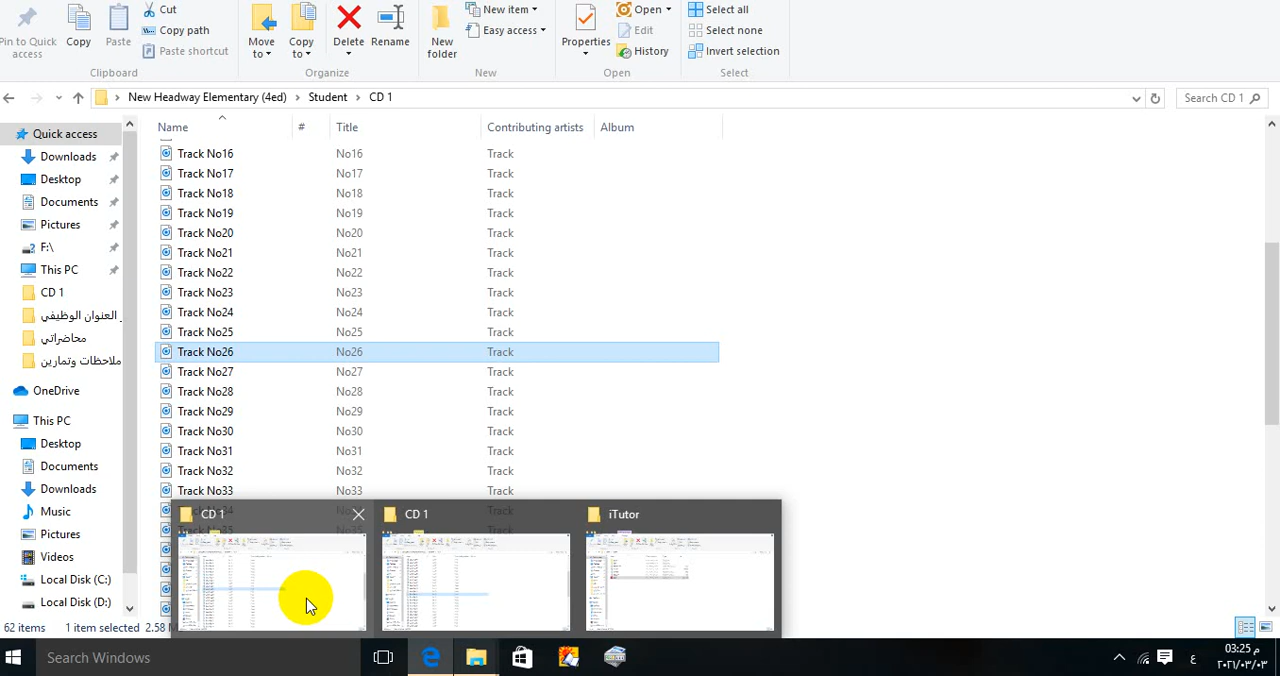 Pin to Quick access
Copy
Paste
Cut
Copy path
Paste shortcut
Clipboard
Move to
Copy to
Delete
Rename
Organize
New folder
New item
Easy access
New
Properties
Open
Edit
History
Open
Select all
Select none
Invert selection
Select
New Headway Elementary (4ed) > Student > CD 1
Search CD 1
Quick access
Downloads
Desktop
Documents
Pictures
F:\
This PC
CD 1
العنوان الوظيفي
محاضراتي
ملاحظات وتمارين
OneDrive
This PC
Desktop
Documents
Downloads
Music
Pictures
Videos
Local Disk (C:)
Local Disk (D:)
Name # Title Contributing artists Album
Track No16 No16 Track
Track No17 No17 Track
Track No18 No18 Track
Track No19 No19 Track
Track No20 No20 Track
Track No21 No21 Track
Track No22 No22 Track
Track No23 No23 Track
Track No24 No24 Track
Track No25 No25 Track
Track No26 No26 Track
Track No27 No27 Track
Track No28 No28 Track
Track No29 No29 Track
Track No30 No30 Track
Track No31 No31 Track
Track No32 No32 Track
Track No33 No33 Track
CD 1
CD 1
iTutor
62 items 1 item selected 2.58 M
Search Windows
ع
03:25 م
٢٠٢١/٠٣/٠٣